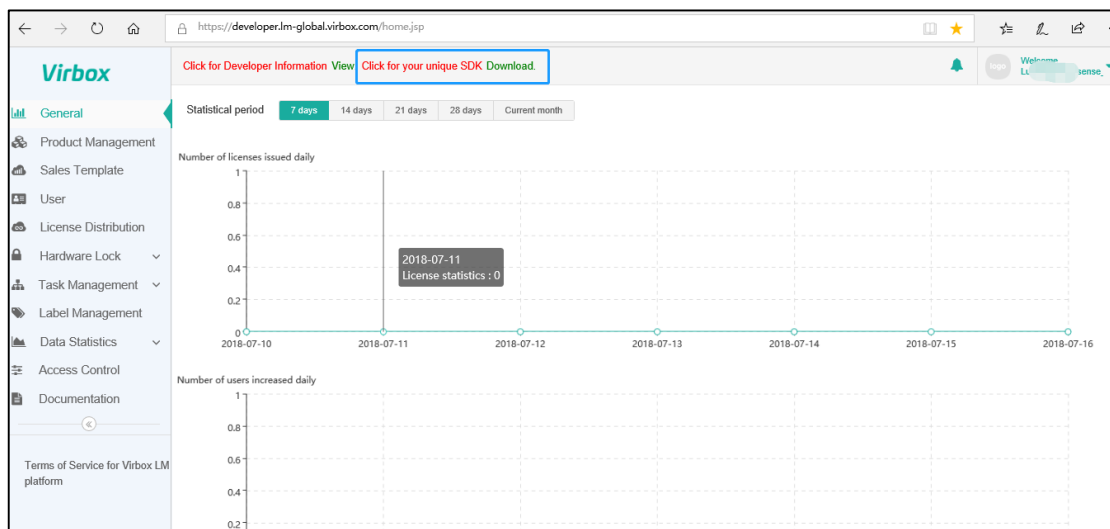 https://developer.lm-global.virbox.com/home.jsp
Virbox
Click for Developer Information View Click for your unique SDK Download.
logo
Welcome
Lu
sense_
General
Product Management
Sales Template
User
License Distribution
Hardware Lock
Task Management
Label Management
Data Statistics
Access Control
Documentation
Terms of Service for Virbox LM
platform
Statistical period 7 days 14 days 21 days 28 days Current month
Number of licenses issued daily
1
0.8
0.6
0.4
0.2
0
2018-07-11
License statistics : 0
2018-07-10 2018-07-11 2018-07-12 2018-07-13 2018-07-14 2018-07-15 2018-07-16
Number of users increased daily
1
0.8
0.6
0.4
0.2